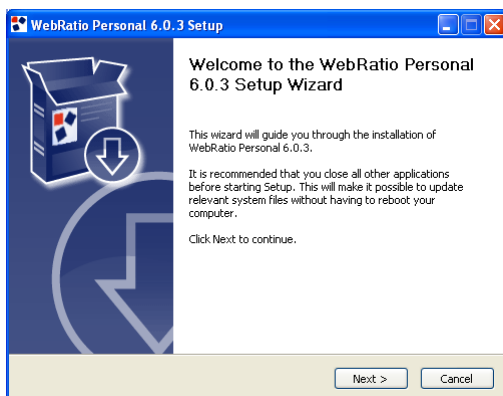 WebRatio Personal 6.0.3 Setup
Welcome to the WebRatio Personal
6.0.3 Setup Wizard
This wizard will guide you through the installation of
WebRatio Personal 6.0.3.
It is recommended that you close all other applications
before starting Setup. This will make it possible to update
relevant system files without having to reboot your
computer.
Click Next to continue.
Next >
Cancel